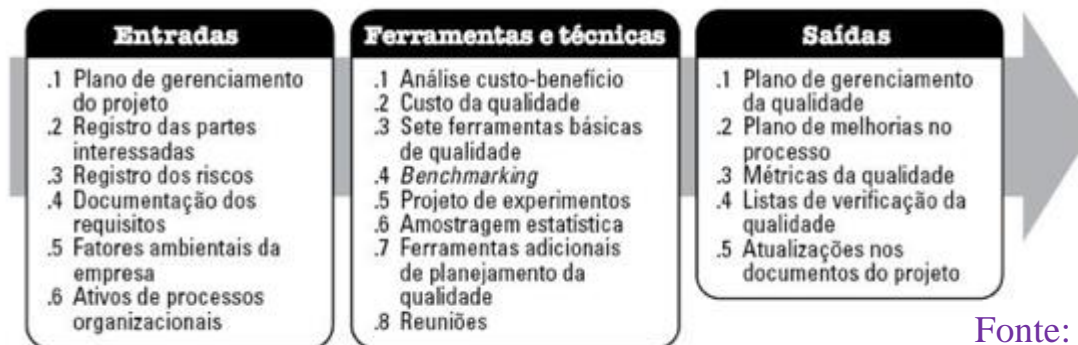 Entradas
.1 Plano de gerenciamento
do projeto
.2 Registro das partes
interessadas
.3 Registro dos riscos
.4 Documentação dos
requisitos
.5 Fatores ambientais da
empresa
.6 Ativos de processos
organizacionais
Ferramentas e técnicas
.1 Análise custo-benefício
.2 Custo da qualidade
.3 Sete ferramentas básicas
de qualidade
.4 Benchmarking
.5 Projeto de experimentos
.6 Amostragem estatística
.7 Ferramentas adicionais
de planejamento da
qualidade
.8 Reuniões
Saídas
.1 Plano de gerenciamento
da qualidade
.2 Plano de melhorias no
processo
.3 Métricas da qualidade
.4 Listas de verificação da
qualidade
.5 Atualizações nos
documentos do projeto
Fonte: